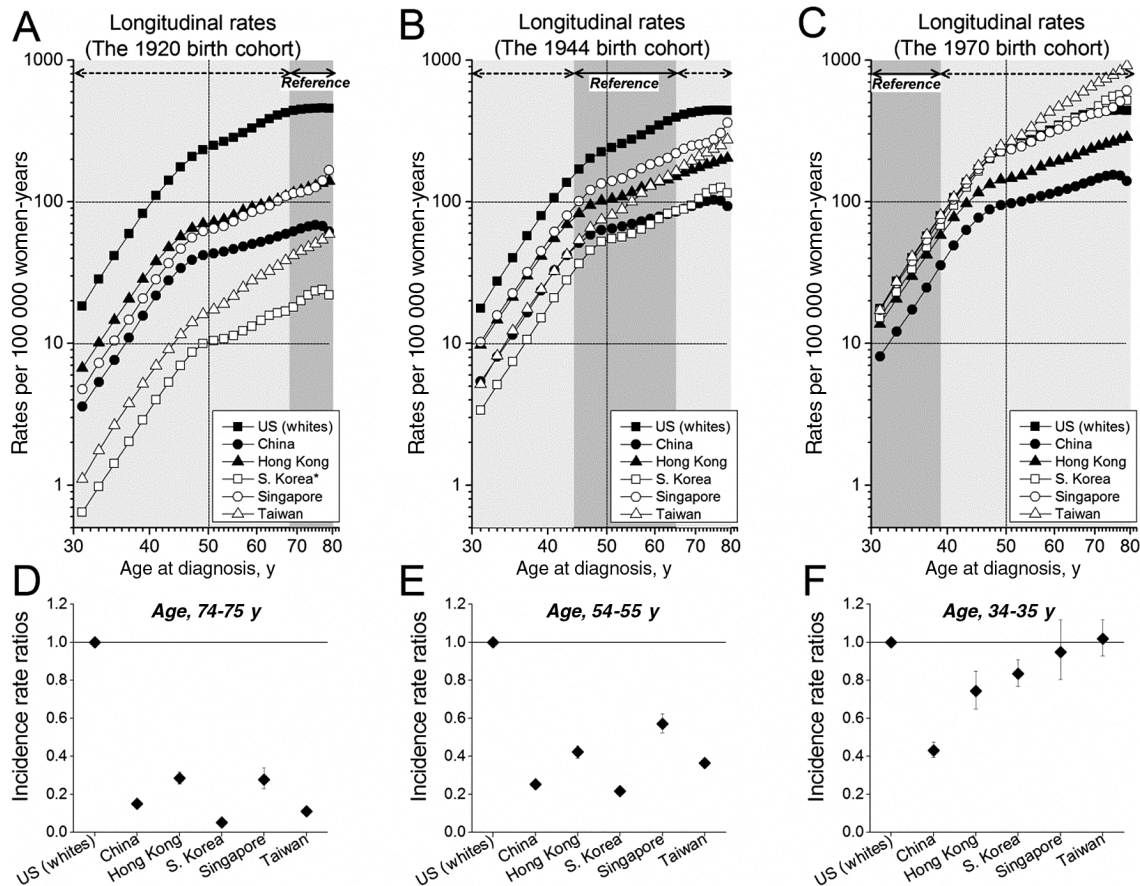 A
Longitudinal rates
(The 1920 birth cohort)
Reference
Rates per 100 000 women-years
1000
100
10
1
30
40
50
60
70
80
Age at diagnosis, y
US (whites)
China
Hong Kong
S. Korea*
Singapore
Taiwan
B
Longitudinal rates
(The 1944 birth cohort)
Reference
Rates per 100 000 women-years
1000
100
10
1
30
40
50
60
70
80
Age at diagnosis, y
US (whites)
China
Hong Kong
S. Korea
Singapore
Taiwan
C
Longitudinal rates
(The 1970 birth cohort)
Reference
Rates per 100 000 women-years
1000
100
10
1
30
40
50
60
70
80
Age at diagnosis, y
US (whites)
China
Hong Kong
S. Korea
Singapore
Taiwan
D
Age, 74-75 y
Incidence rate ratios
1.2
1.0
0.8
0.6
0.4
0.2
0.0
US (whites)
China
Hong Kong
S. Korea
Singapore
Taiwan
E
Age, 54-55 y
Incidence rate ratios
1.2
1.0
0.8
0.6
0.4
0.2
0.0
US (whites)
China
Hong Kong
S. Korea
Singapore
Taiwan
F
Age, 34-35 y
Incidence rate ratios
1.2
1.0
0.8
0.6
0.4
0.2
0.0
US (whites)
China
Hong Kong
S. Korea
Singapore
Taiwan